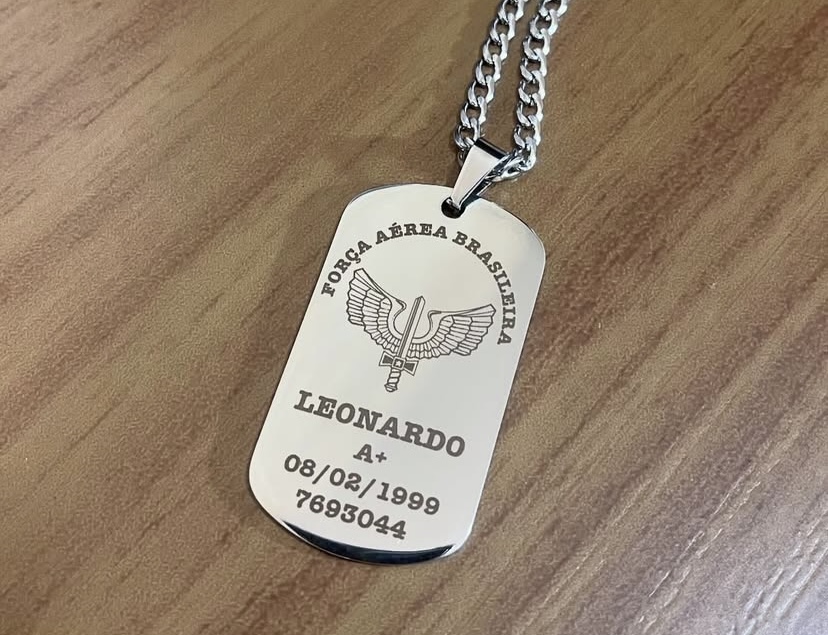 FORÇA AÉREA BRASILEIRA
LEONARDO
A+
08/02/1999
7693044